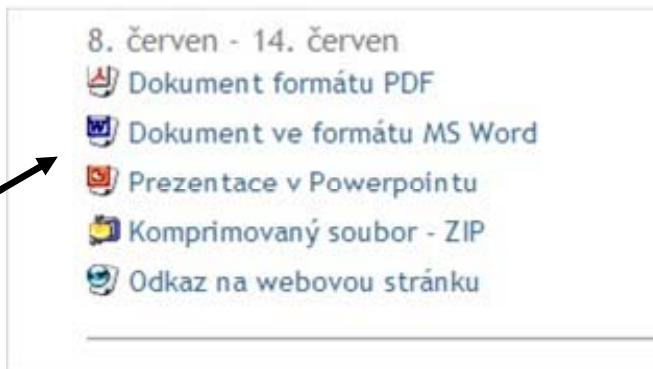 8. červen - 14. červen
Dokument formátu PDF
Dokument ve formátu MS Word
Prezentace v Powerpointu
Komprimovaný soubor - ZIP
Odkaz na webovou stránku